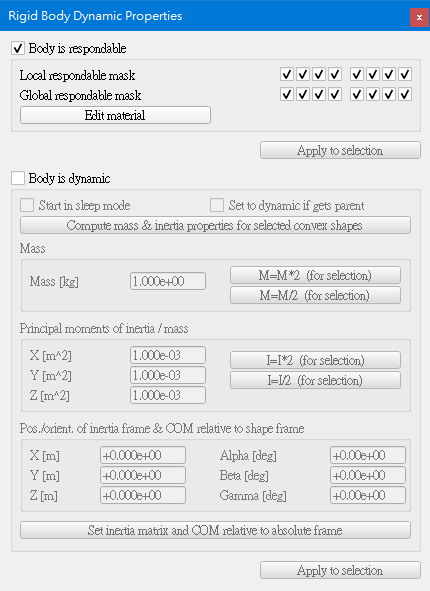 Rigid Body Dynamic Properties
x
Body is respondable
Local respondable mask
Global respondable mask
Edit material
Apply to selection
Body is dynamic
Start in sleep mode Set to dynamic if gets parent
Compute mass & inertia properties for selected convex shapes
Mass
Mass [kg] 1.000e+00 M=M*2 (for selection)
M=M/2 (for selection)
Principal moments of inertia / mass
X [m^2] 1.000e-03 I=I*2 (for selection)
Y [m^2] 1.000e-03 I=I/2 (for selection)
Z [m^2] 1.000e-03
Pos./orient. of inertia frame & COM relative to shape frame
X [m] +0.000e+00 Alpha [deg] +0.00e+00
Y [m] +0.000e+00 Beta [deg] +0.00e+00
Z [m] +0.000e+00 Gamma [deg] +0.00e+00
Set inertia matrix and COM relative to absolute frame
Apply to selection